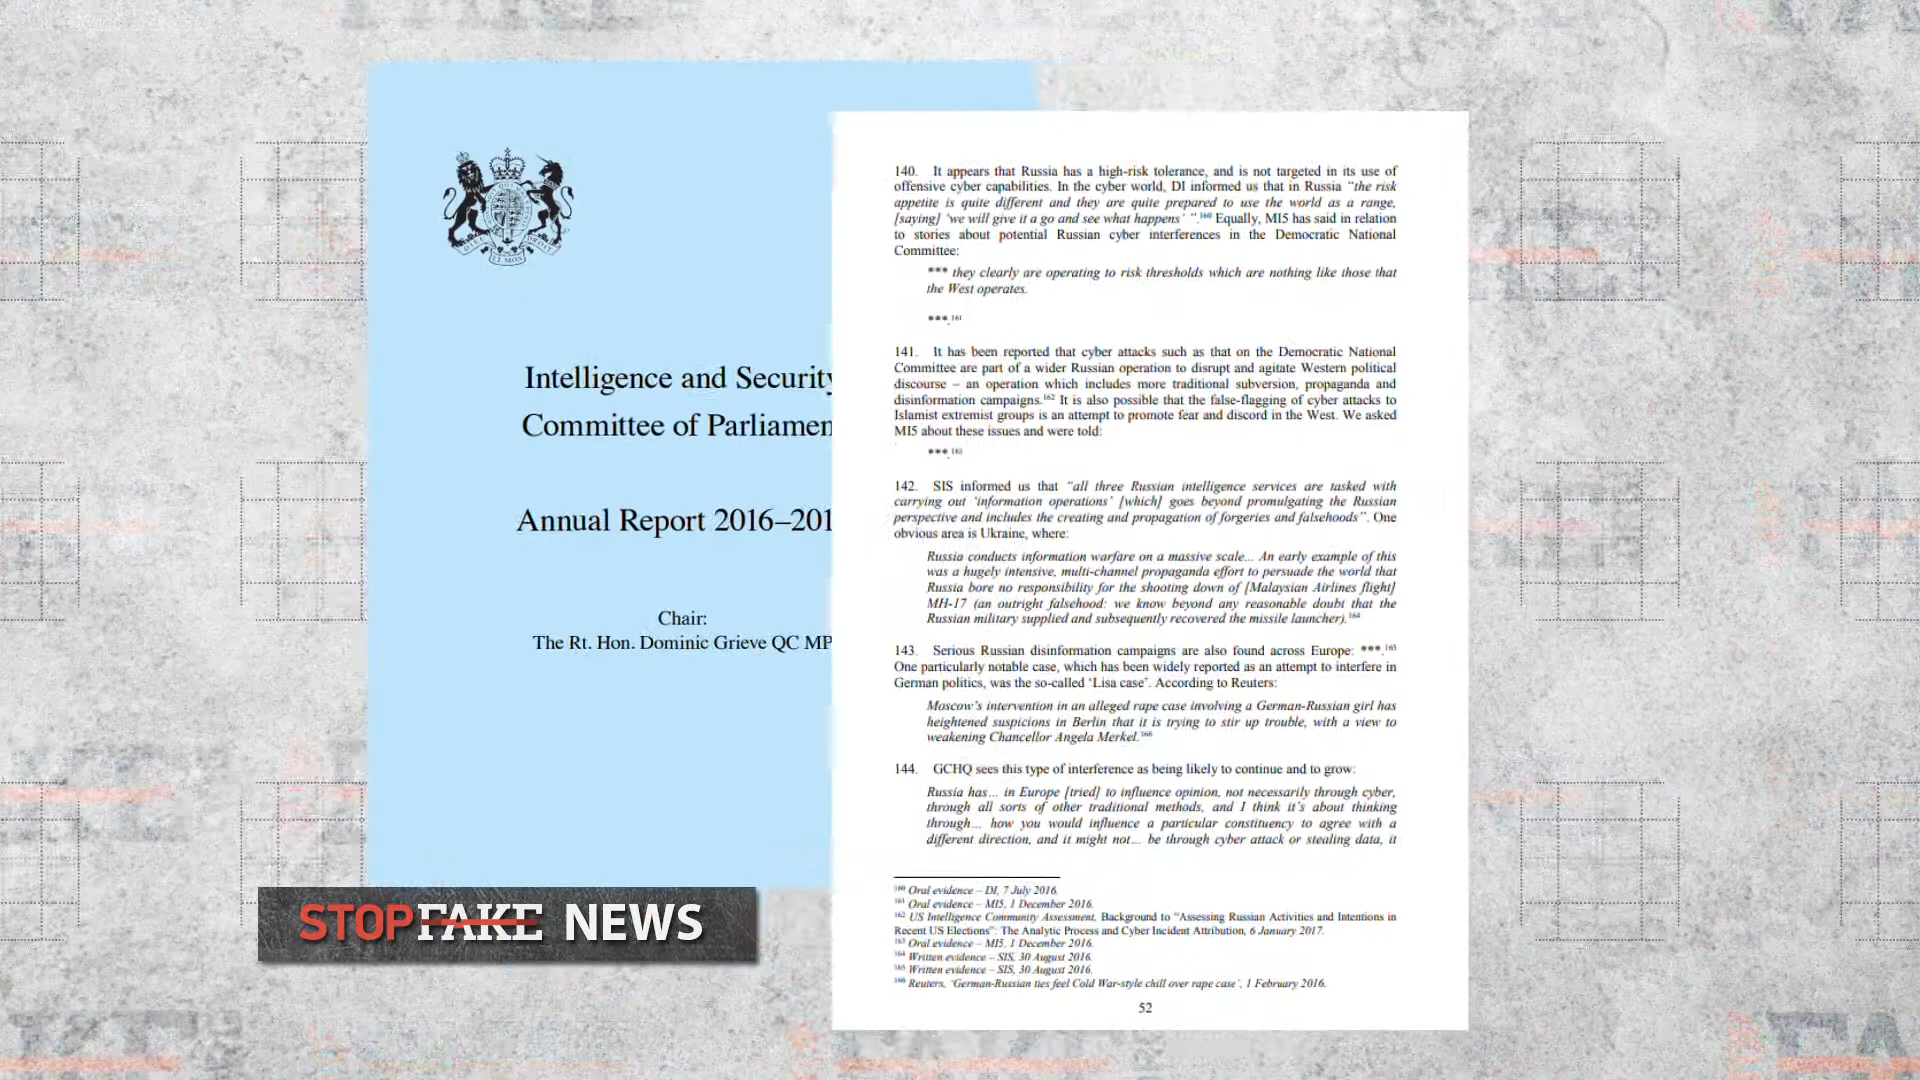 Intelligence and Security
Committee of Parliamen
Annual Report 2016–201
Chair:
The Rt. Hon. Dominic Grieve QC MP
140. It appears that Russia has a high-risk tolerance, and is not targeted in its use of
offensive cyber capabilities. In the cyber world, DI informed us that in Russia “the risk
appetite is quite different and they are quite prepared to use the world as a range,
[saying] ‘we will give it a go and see what happens’ ”.160 Equally, MI5 has said in relation
to stories about potential Russian cyber interferences in the Democratic National
Committee:
*** they clearly are operating to risk thresholds which are nothing like those that
the West operates.
***.161
141. It has been reported that cyber attacks such as that on the Democratic National
Committee are part of a wider Russian operation to disrupt and agitate Western political
discourse – an operation which includes more traditional subversion, propaganda and
disinformation campaigns.162 It is also possible that the false-flagging of cyber attacks to
Islamist extremist groups is an attempt to promote fear and discord in the West. We asked
MI5 about these issues and were told:
***.163
142. SIS informed us that “all three Russian intelligence services are tasked with
carrying out ‘information operations’ [which] goes beyond promulgating the Russian
perspective and includes the creating and propagation of forgeries and falsehoods”. One
obvious area is Ukraine, where:
Russia conducts information warfare on a massive scale... An early example of this
was a hugely intensive, multi-channel propaganda effort to persuade the world that
Russia bore no responsibility for the shooting down of [Malaysian Airlines flight]
MH-17 (an outright falsehood: we know beyond any reasonable doubt that the
Russian military supplied and subsequently recovered the missile launcher).164
143. Serious Russian disinformation campaigns are also found across Europe: ***.165
One particularly notable case, which has been widely reported as an attempt to interfere in
German politics, was the so-called ‘Lisa case’. According to Reuters:
Moscow’s intervention in an alleged rape case involving a German-Russian girl has
heightened suspicions in Berlin that it is trying to stir up trouble, with a view to
weakening Chancellor Angela Merkel.166
144. GCHQ sees this type of interference as being likely to continue and to grow:
Russia has... in Europe [tried] to influence opinion, not necessarily through cyber,
through all sorts of other traditional methods, and I think it’s about thinking
through... how you would influence a particular constituency to agree with a
different direction, and it might not... be through cyber attack or stealing data, it
160 Oral evidence – DI, 7 July 2016.
161 Oral evidence – MI5, 1 December 2016.
162 US Intelligence Community Assessment, Background to “Assessing Russian Activities and Intentions in
Recent US Elections”: The Analytic Process and Cyber Incident Attribution, 6 January 2017.
163 Oral evidence – MI5, 1 December 2016.
164 Written evidence – SIS, 30 August 2016.
165 Written evidence – SIS, 30 August 2016.
166 Reuters, ‘German-Russian ties feel Cold War-style chill over rape case’, 1 February 2016.
52
STOPFAKE NEWS